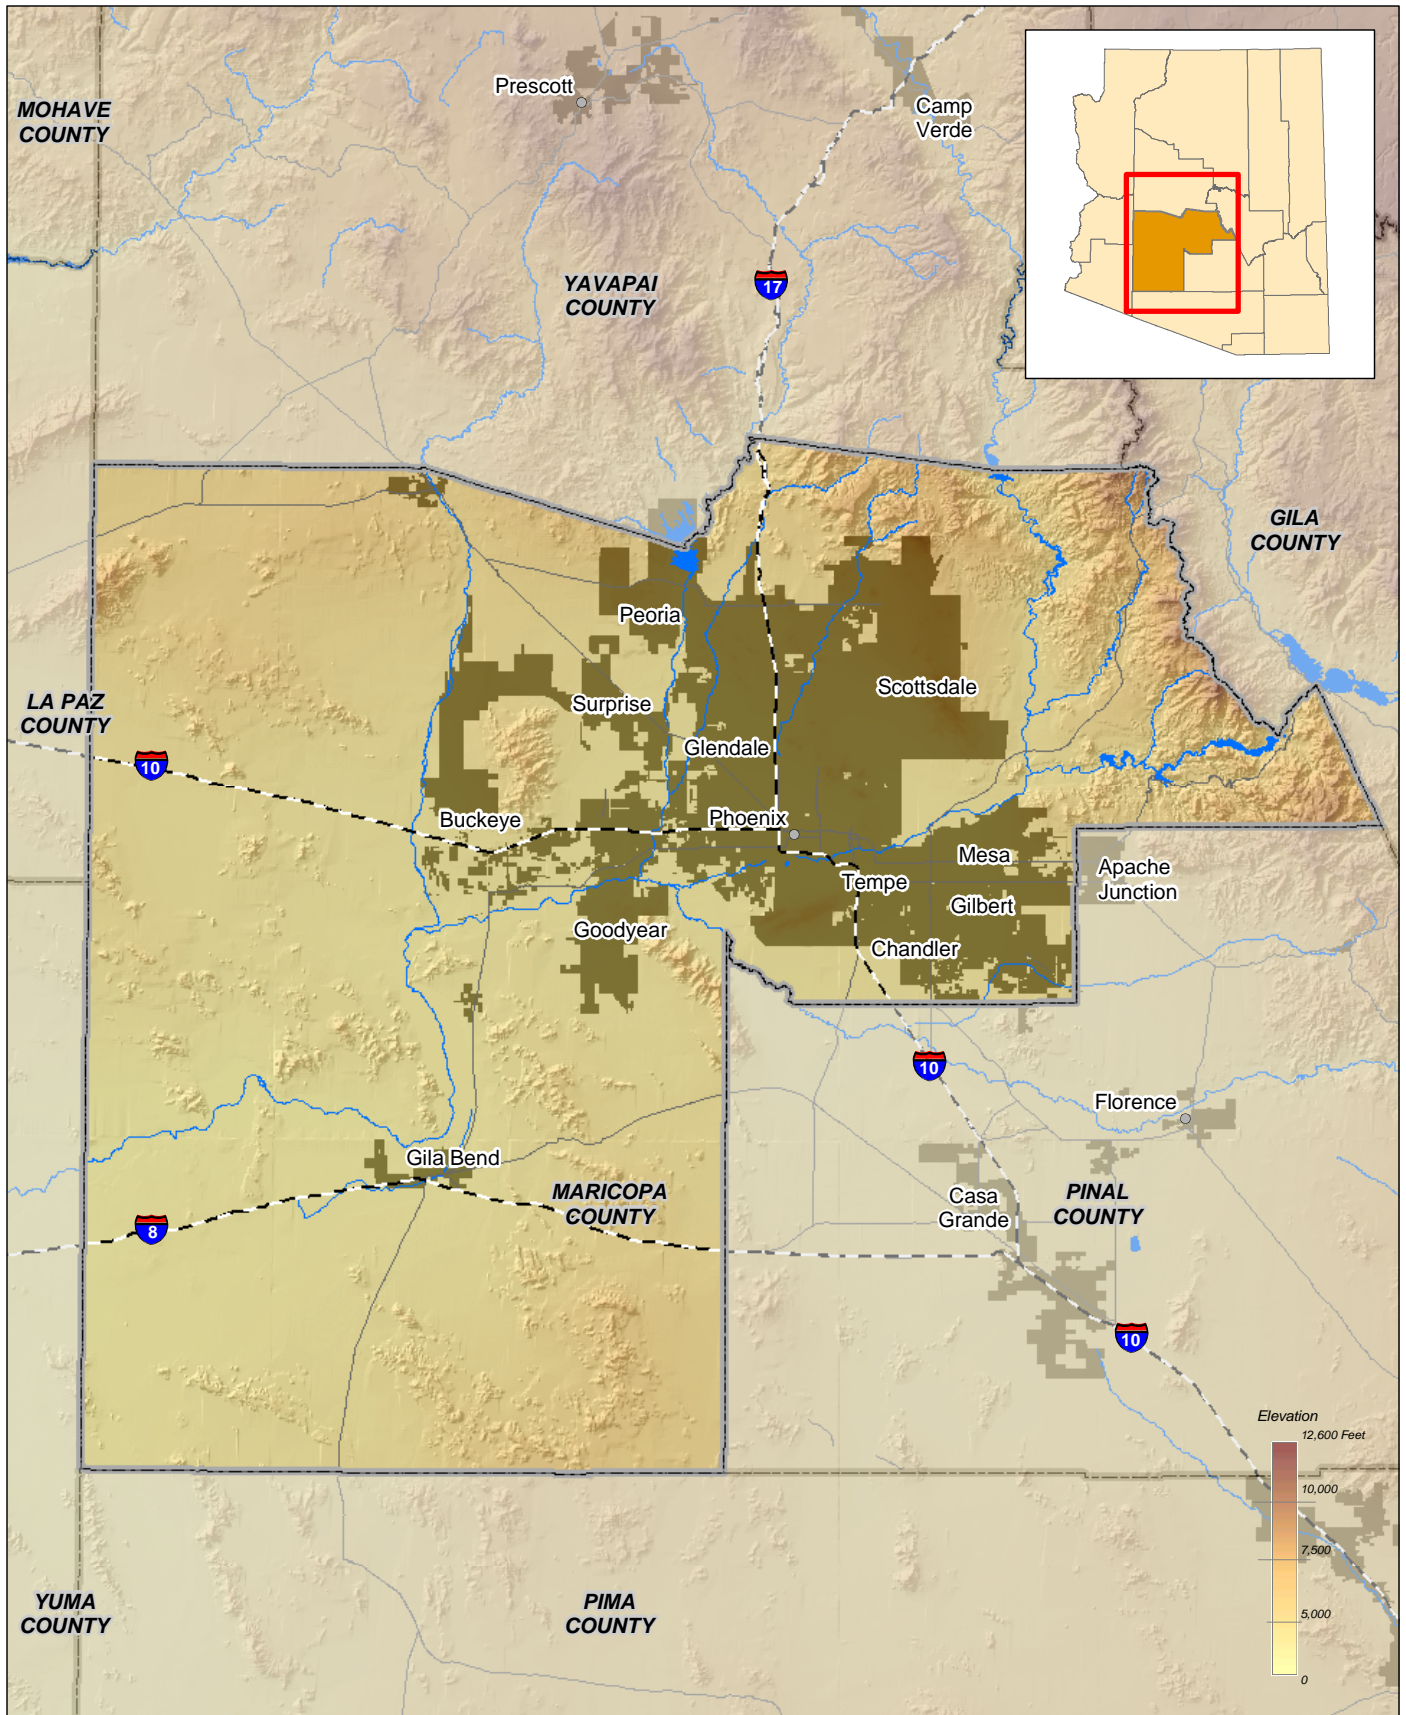 Prescott
MOHAVE
COUNTY
Camp
Verde
YAVAPAI
COUNTY
17
GILA
COUNTY
Peoria
Scottsdale
LA PAZ
COUNTY
Surprise
Glendale
10
Buckeye
Phoenix
Mesa
Apache
Junction
Tempe
Gilbert
Goodyear
Chandler
10
Florence
Gila Bend
MARICOPA
COUNTY
Casa
Grande
PINAL
COUNTY
8
10
Elevation
12,600 Feet
10,000
7,500
5,000
0
YUMA
COUNTY
PIMA
COUNTY